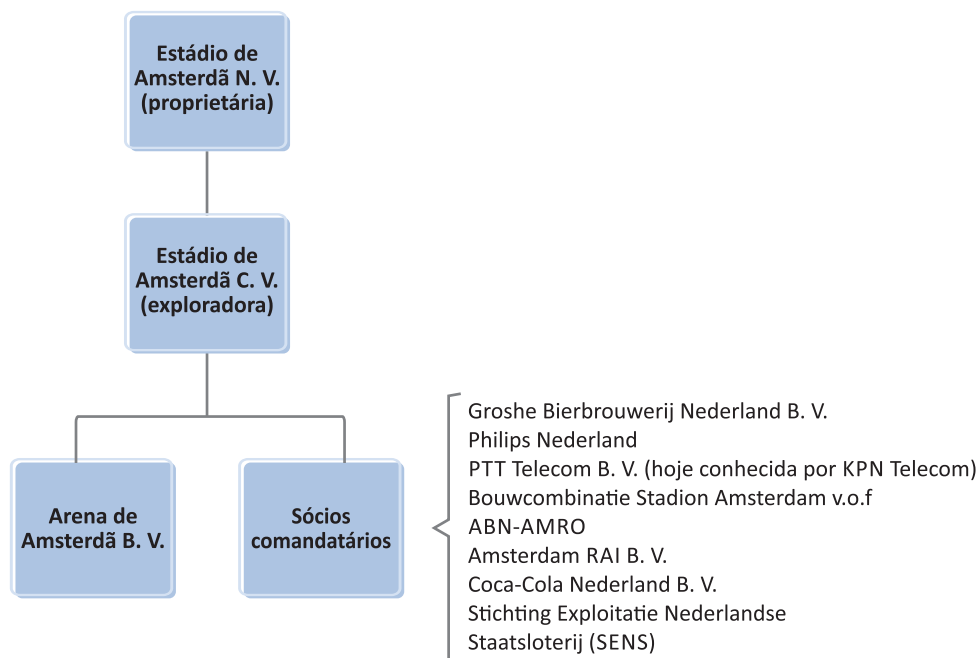 Estádio de
Amsterdã N. V.
(proprietária)
Estádio de
Amsterdã C. V.
(exploradora)
Arena de
Amsterdã B. V.
Sócios
comandatários
Groshe Bierbrouwerij Nederland B. V.
Philips Nederland
PTT Telecom B. V. (hoje conhecida por KPN Telecom)
Bouwcombinatie Stadion Amsterdam v.o.f
ABN-AMRO
Amsterdam RAI B. V.
Coca-Cola Nederland B. V.
Stichting Exploitatie Nederlandse
Staatsloterij (SENS)